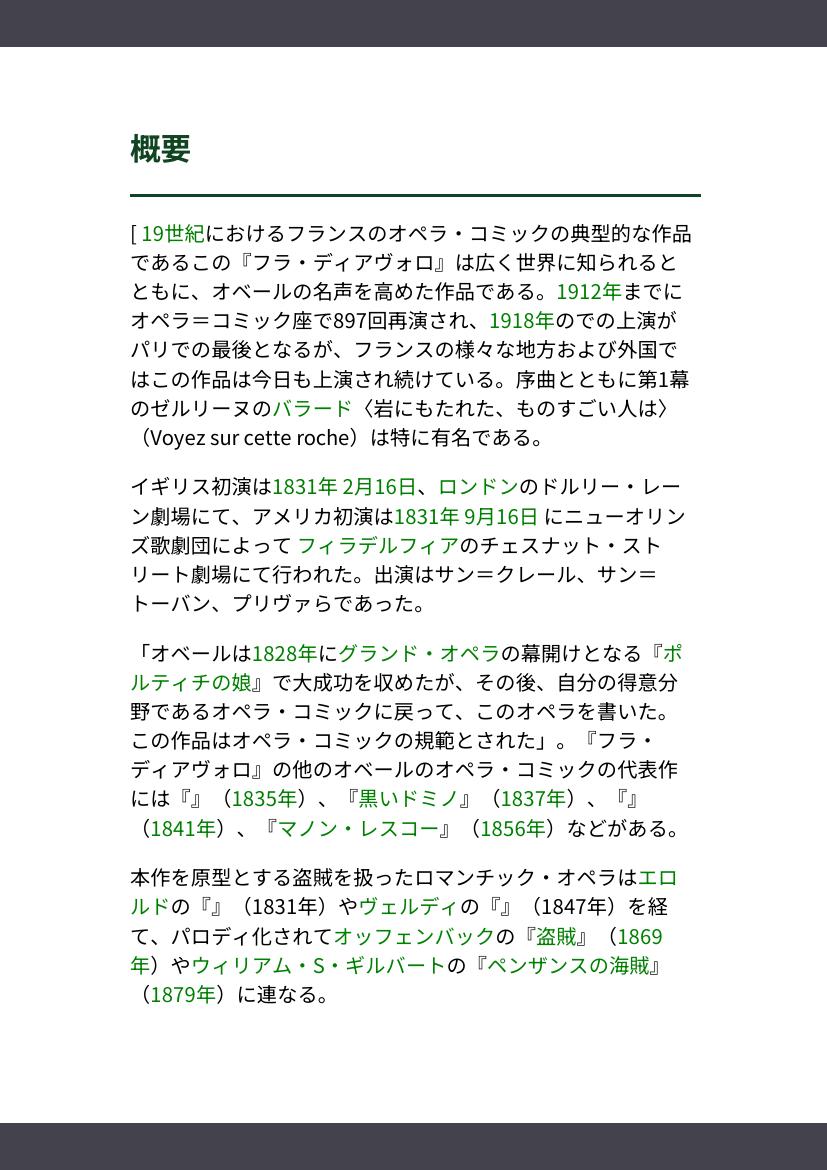 概要
[ 19世紀におけるフランスのオペラ・コミックの典型的な作品
であるこの『フラ・ディアヴォロ』は広く世界に知られると
ともに、オベールの名声を高めた作品である。1912年までに
オペラ＝コミック座で897回再演され、1918年のでの上演が
パリでの最後となるが、フランスの様々な地方および外国で
はこの作品は今日も上演され続けている。序曲とともに第1幕
のゼルリーヌのバラード〈岩にもたれた、ものすごい人は〉
（Voyez sur cette roche）は特に有名である。
イギリス初演は1831年 2月16日、ロンドンのドルリー・レー
ン劇場にて、アメリカ初演は1831年 9月16日 にニューオリン
ズ歌劇団によって フィラデルフィアのチェスナット・スト
リート劇場にて行われた。出演はサン＝クレール、サン＝
トーバン、プリヴァらであった。
「オベールは1828年にグランド・オペラの幕開けとなる『ポ
ルティチの娘』で大成功を収めたが、その後、自分の得意分
野であるオペラ・コミックに戻って、このオペラを書いた。
この作品はオペラ・コミックの規範とされた」。『フラ・
ディアヴォロ』の他のオベールのオペラ・コミックの代表作
には『』（1835年）、『黒いドミノ』（1837年）、『』
（1841年）、『マノン・レスコー』（1856年）などがある。
本作を原型とする盗賊を扱ったロマンチック・オペラはエロ
ルドの『』（1831年）やヴェルディの『』（1847年）を経
て、パロディ化されてオッフェンバックの『盗賊』（1869
年）やウィリアム・S・ギルバートの『ペンザンスの海賊』
（1879年）に連なる。